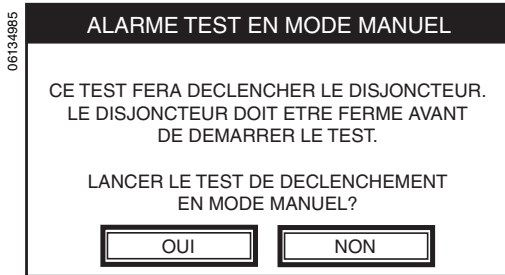 06134985
ALARME TEST EN MODE MANUEL
CE TEST FERA DECLENCHER LE DISJONCTEUR.
LE DISJONCTEUR DOIT ETRE FERME AVANT
DE DEMARRER LE TEST.
LANCER LE TEST DE DECLENCHEMENT
EN MODE MANUEL?
OUI
NON